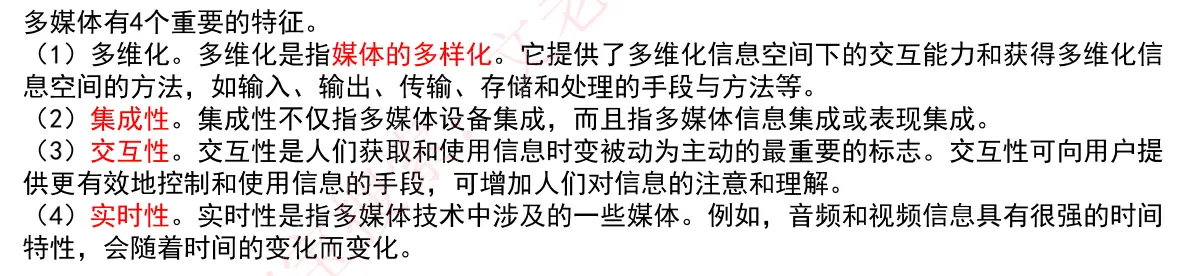 多媒体有4个重要的特征。
（1）多维化。多维化是指媒体的多样化。它提供了多维化信息空间下的交互能力和获得多维化信
息空间的方法，如输入、输出、传输、存储和处理的手段与方法等。
（2）集成性。集成性不仅指多媒体设备集成，而且指多媒体信息集成或表现集成。
（3）交互性。交互性是人们获取和使用信息时变被动为主动的最重要的标志。交互性可向用户提
供更有效地控制和使用信息的手段，可增加人们对信息的注意和理解。
（4）实时性。实时性是指多媒体技术中涉及的一些媒体。例如，音频和视频信息具有很强的时间
特性，会随着时间的变化而变化。